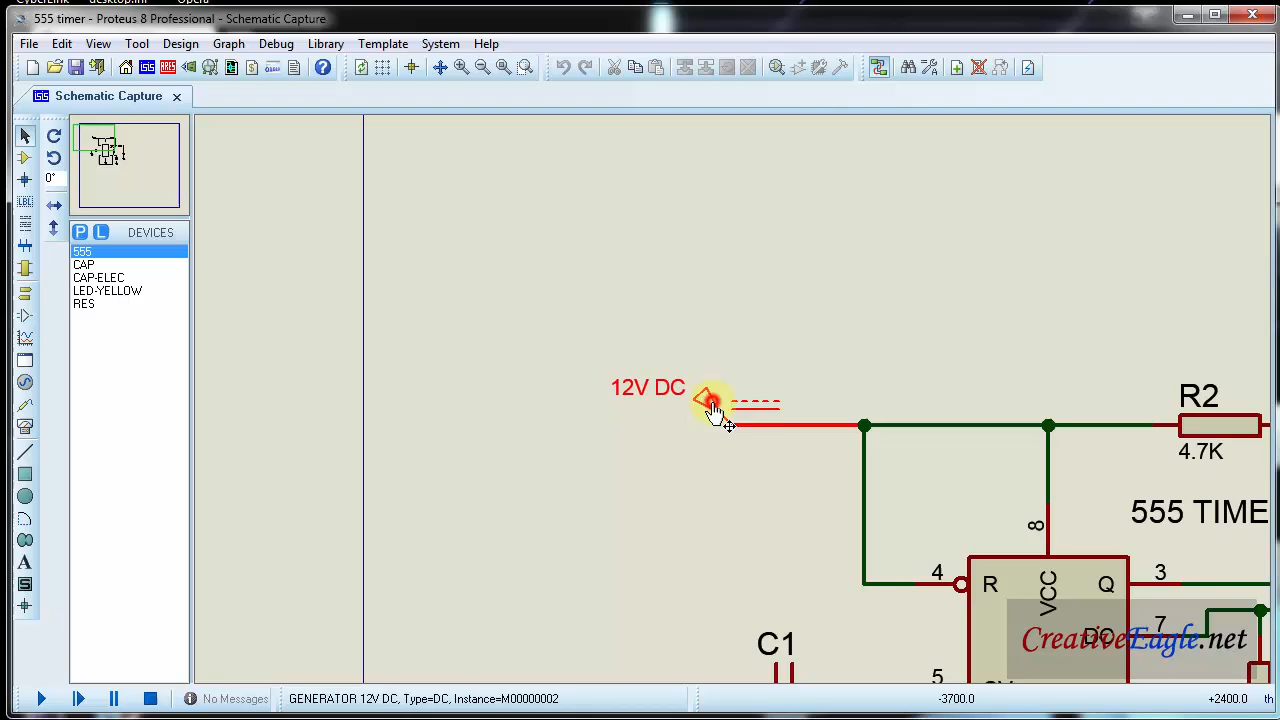 555 timer - Proteus 8 Professional - Schematic Capture
File Edit View Tool Design Graph Debug Library Template System Help
Schematic Capture
0°
P L DEVICES
555
CAP
CAP-ELEC
LED-YELLOW
RES
12V DC
R2
4.7K
555 TIME
8
4
R
VCC
Q
3
DC
7
CreativeEagle.net
C1
5
No Messages
GENERATOR 12V DC, Type=DC, Instance=M00000002
-3700.0
+2400.0
th